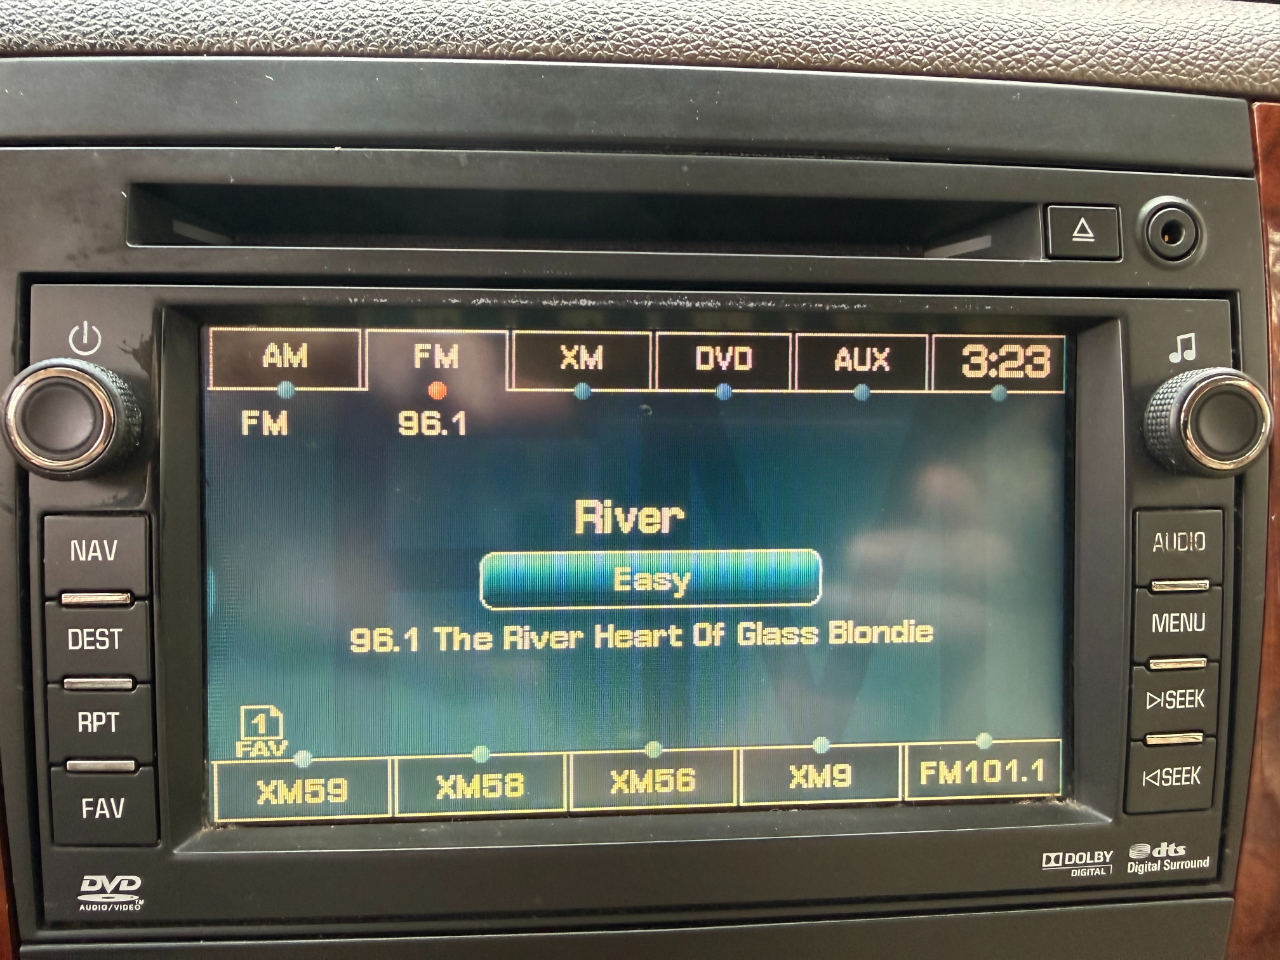 AM FM XM DVD AUX 3:23
FM 96.1
River
Easy
96.1 The River Heart Of Glass Blondie
1
FAV
XM59 XM58 XM56 XM9 FM101.1
NAV
DEST
RPT
FAV
AUDIO
MENU
SEEK
SEEK
DVD
AUDIO/VIDEO™
DOLBY
DIGITAL
dts
Digital Surround